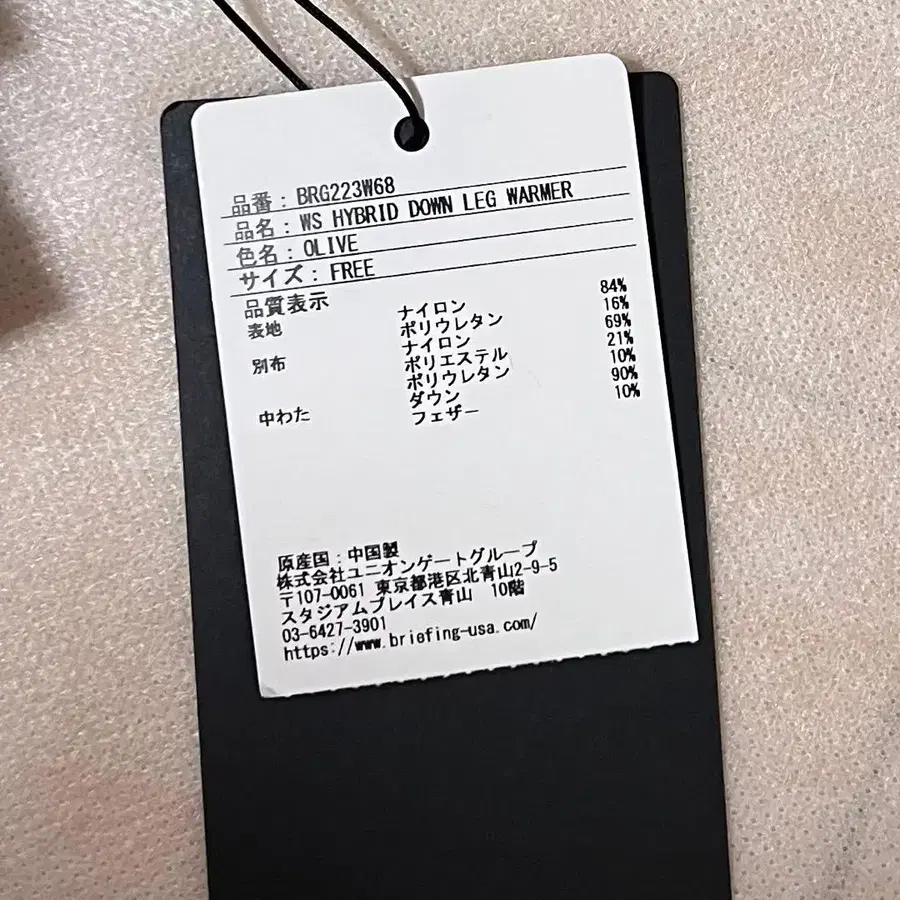 品番：BRG223W68
品名：WS HYBRID DOWN LEG WARMER
色名：OLIVE
サイズ：FREE
品質表示
表地 ナイロン 84%
ポリウレタン 16%
別布 ナイロン 69%
ポリエステル 21%
ポリウレタン 10%
中わた ダウン 90%
フェザー 10%
原産国：中国製
株式会社ユニオンゲートグループ
〒107-0061 東京都港区北青山2-9-5
スタジアムプレイス青山 10階
03-6427-3901
https://www.briefing-usa.com/